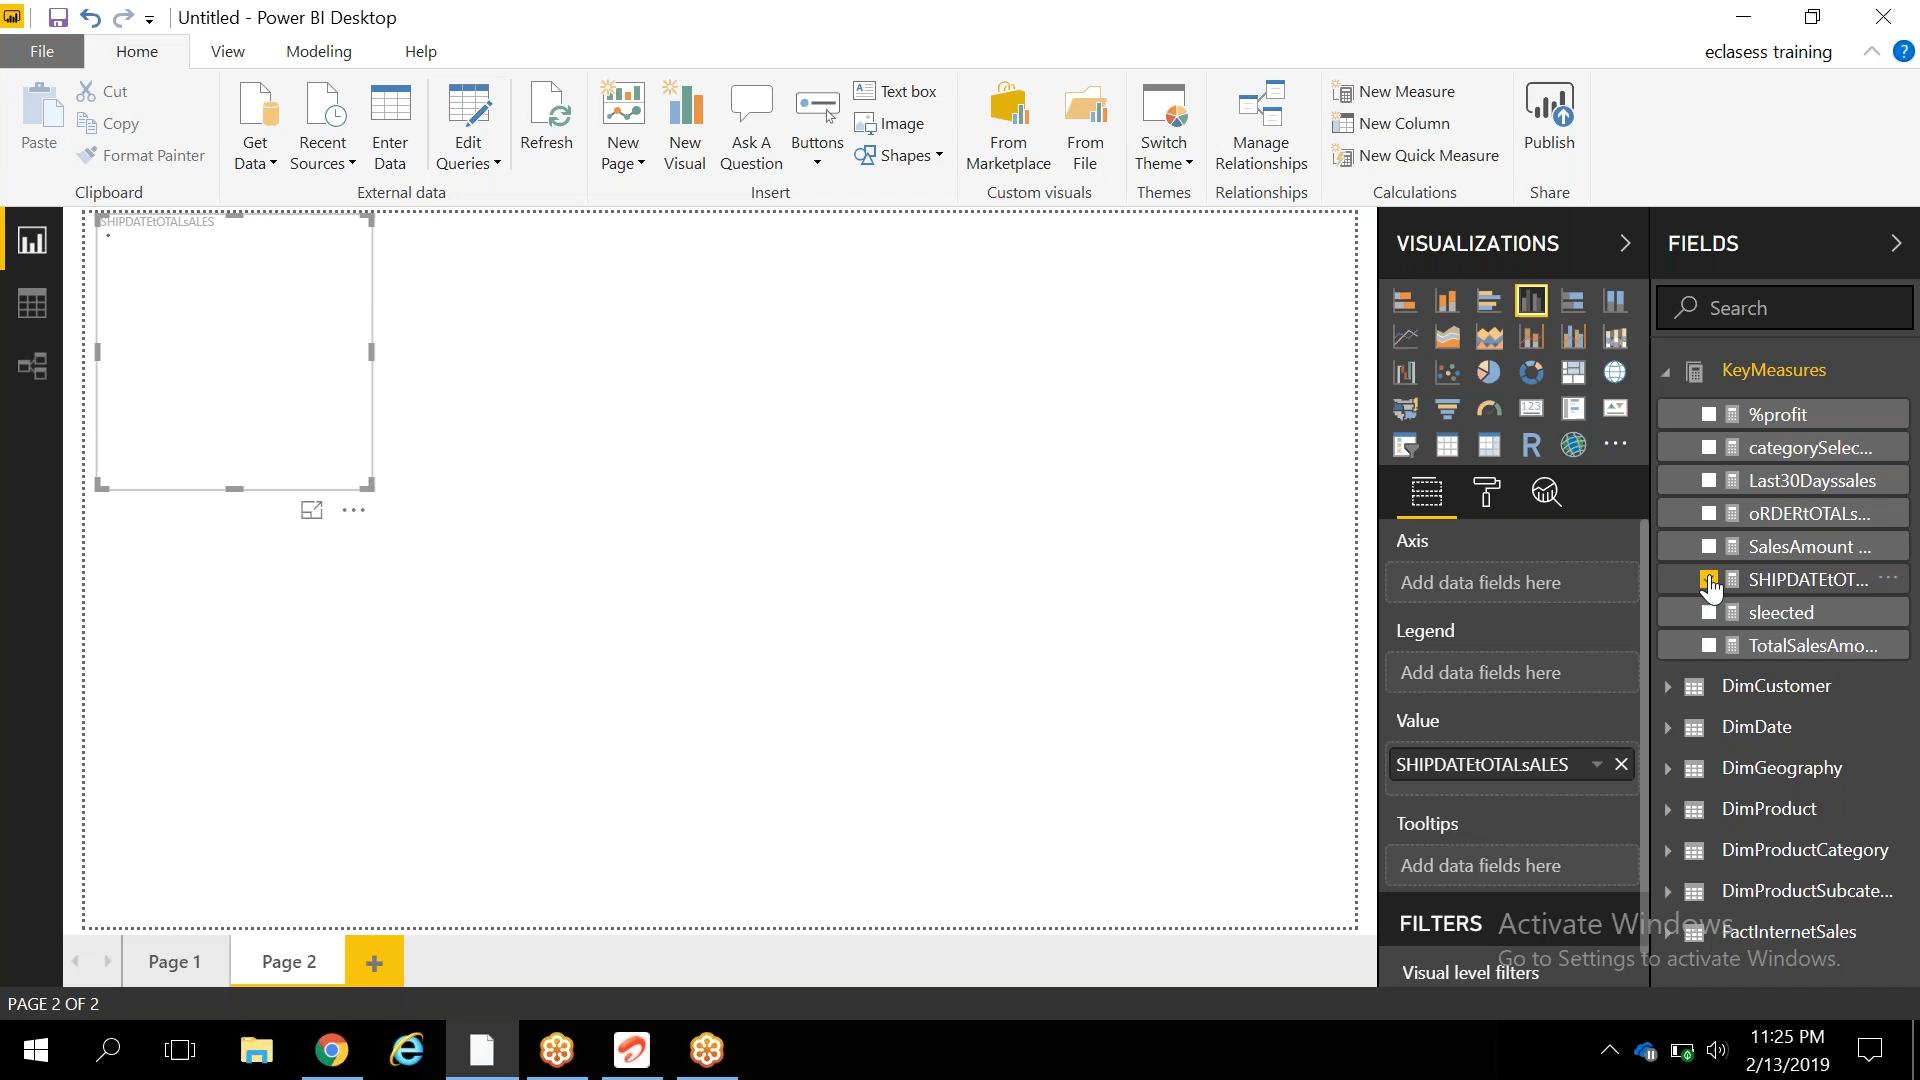 Untitled - Power BI Desktop
File
Home
View
Modeling
Help
eclasess training
?
Paste
Cut
Copy
Format Painter
Clipboard
Get
Data
Recent
Sources
Enter
Data
Edit
Queries
Refresh
External data
New
Page
New
Visual
Ask A
Question
Buttons
Text box
Image
Shapes
Insert
From
Marketplace
From
File
Custom visuals
Switch
Theme
Themes
Manage
Relationships
Relationships
New Measure
New Column
New Quick Measure
Calculations
Publish
Share
SHIPDATEtOTALsALES
VISUALIZATIONS
FIELDS
Search
123
R
KeyMeasures
%profit
categorySelec...
Last30Dayssales
oRDERtOTALs...
SalesAmount ...
SHIPDATEtOT...
sleected
TotalSalesAmo...
DimCustomer
DimDate
DimGeography
DimProduct
DimProductCategory
DimProductSubcate...
FactInternetSales
Axis
Add data fields here
Legend
Add data fields here
Value
SHIPDATEtOTALsALES
Tooltips
Add data fields here
FILTERS
Visual level filters
Activate Windows
Go to Settings to activate Windows.
Page 1
Page 2
PAGE 2 OF 2
11:25 PM
2/13/2019